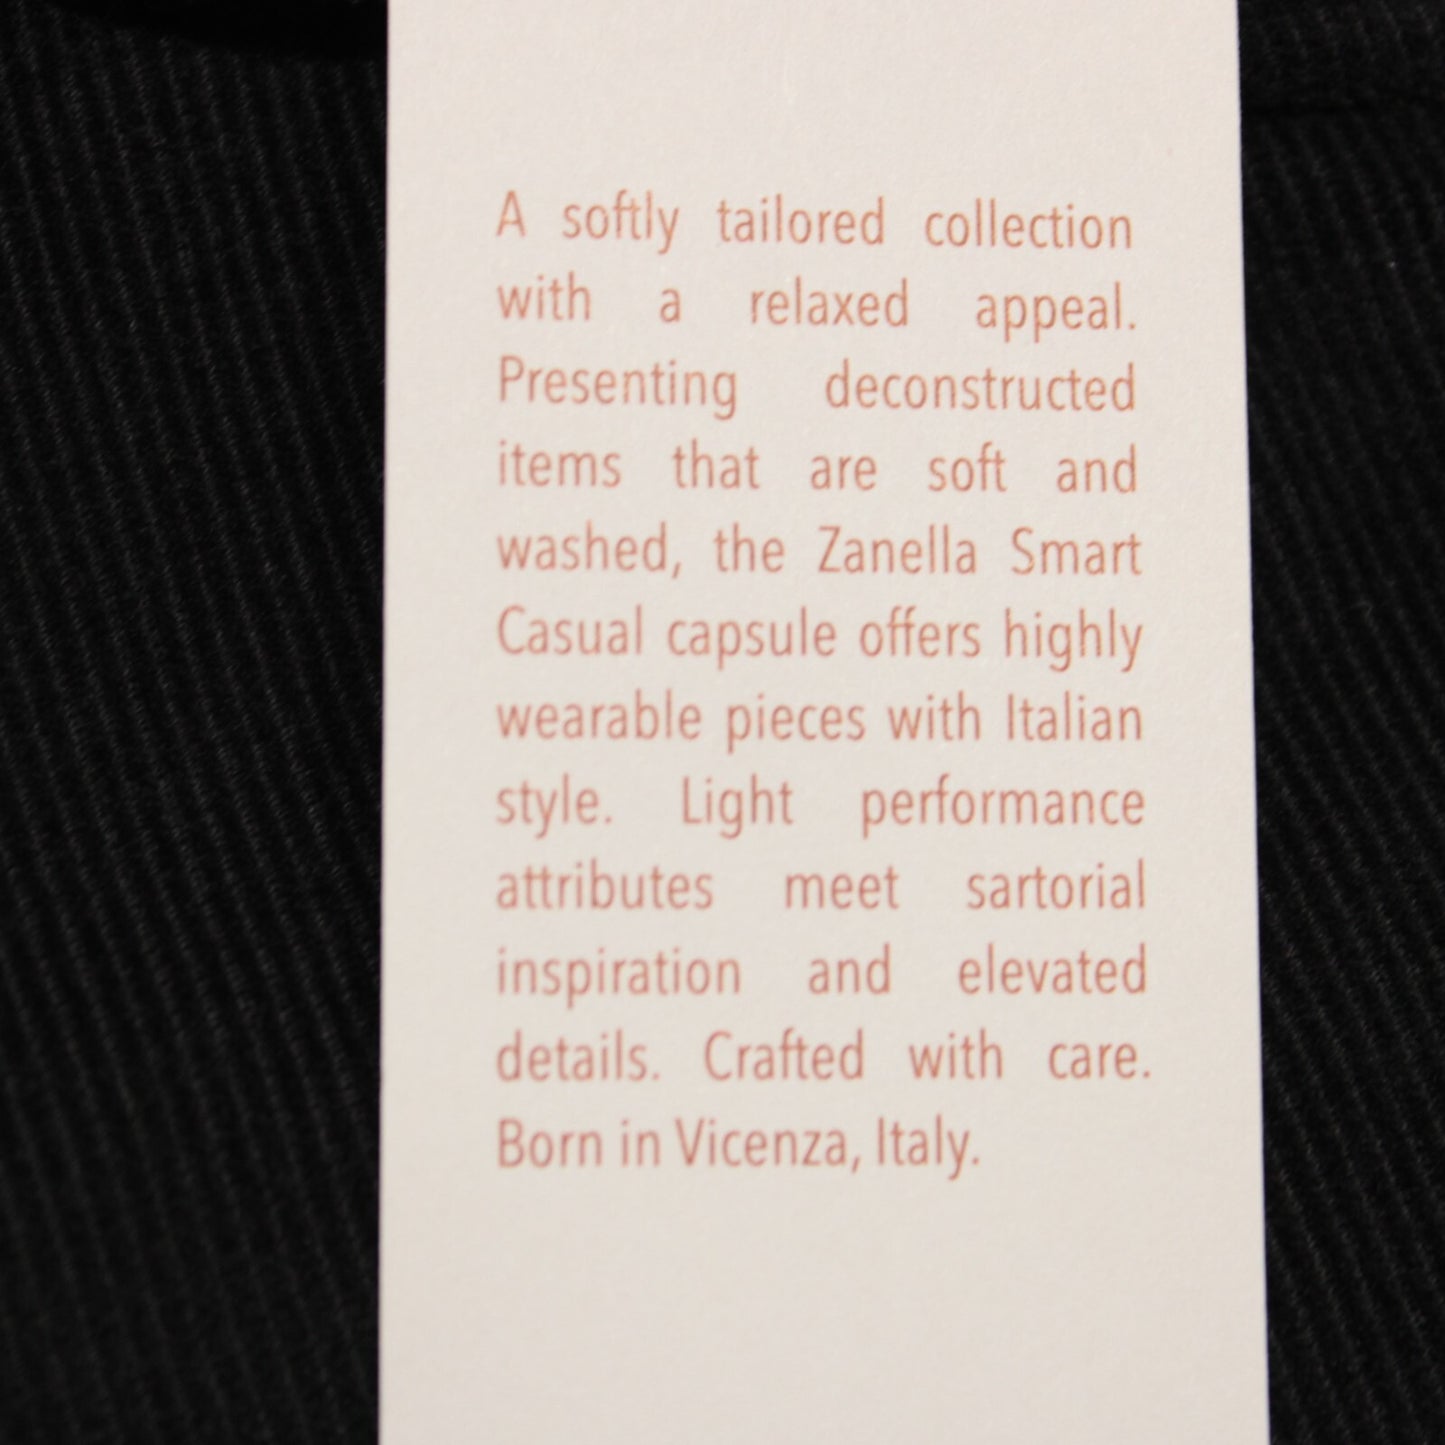 A softly tailored collection
with a relaxed appeal.
Presenting deconstructed
items that are soft and
washed, the Zanella Smart
Casual capsule offers highly
wearable pieces with Italian
style. Light performance
attributes meet sartorial
inspiration and elevated
details. Crafted with care.
Born in Vicenza, Italy.